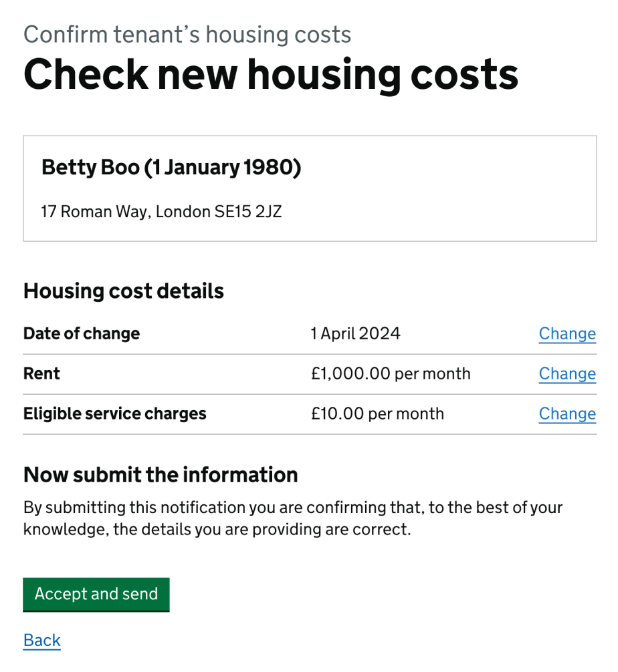 Confirm tenant’s housing costs
Check new housing costs
Betty Boo (1 January 1980)
17 Roman Way, London SE15 2JZ
Housing cost details
Date of change 1 April 2024 Change
Rent £1,000.00 per month Change
Eligible service charges £10.00 per month Change
Now submit the information
By submitting this notification you are confirming that, to the best of your
knowledge, the details you are providing are correct.
Accept and send
Back